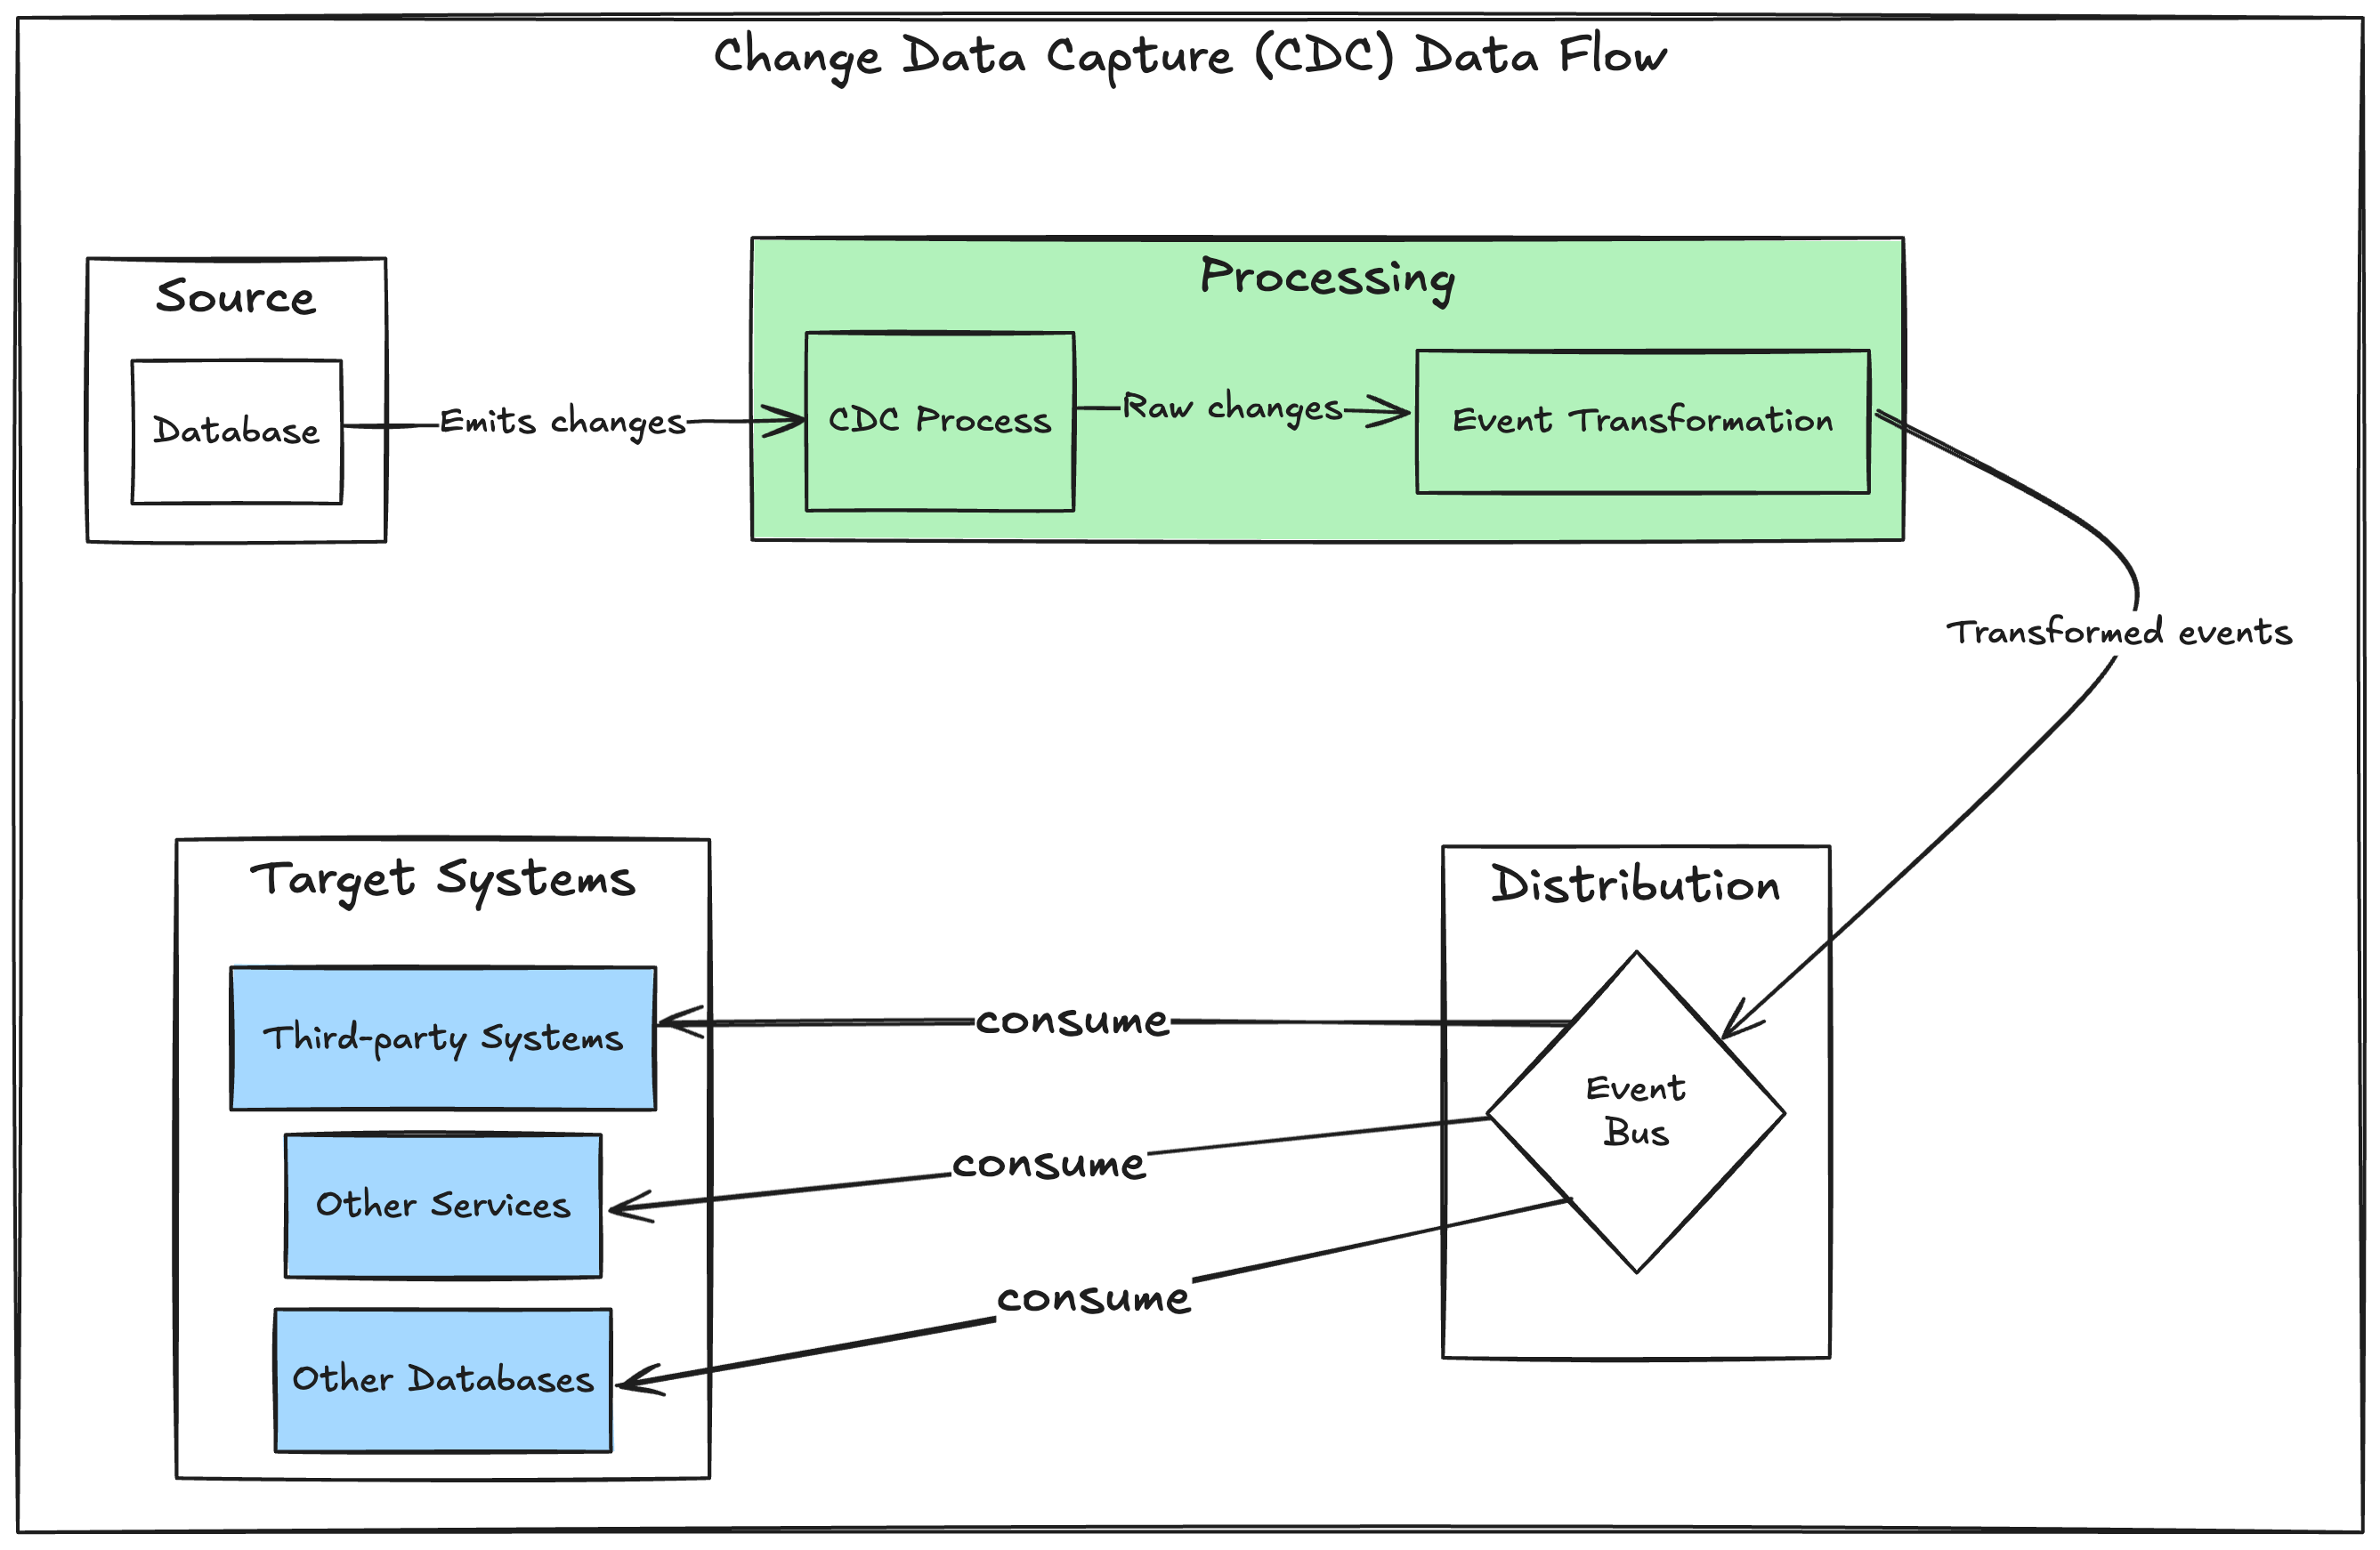 Change Data Capture (CDC) Data Flow
Source
Database
Emits changes
Processing
CDC Process
Raw changes
Event Transformation
Transformed events
Target Systems
Third-party Systems
Other Services
Other Databases
consume
consume
consume
Distribution
Event
Bus